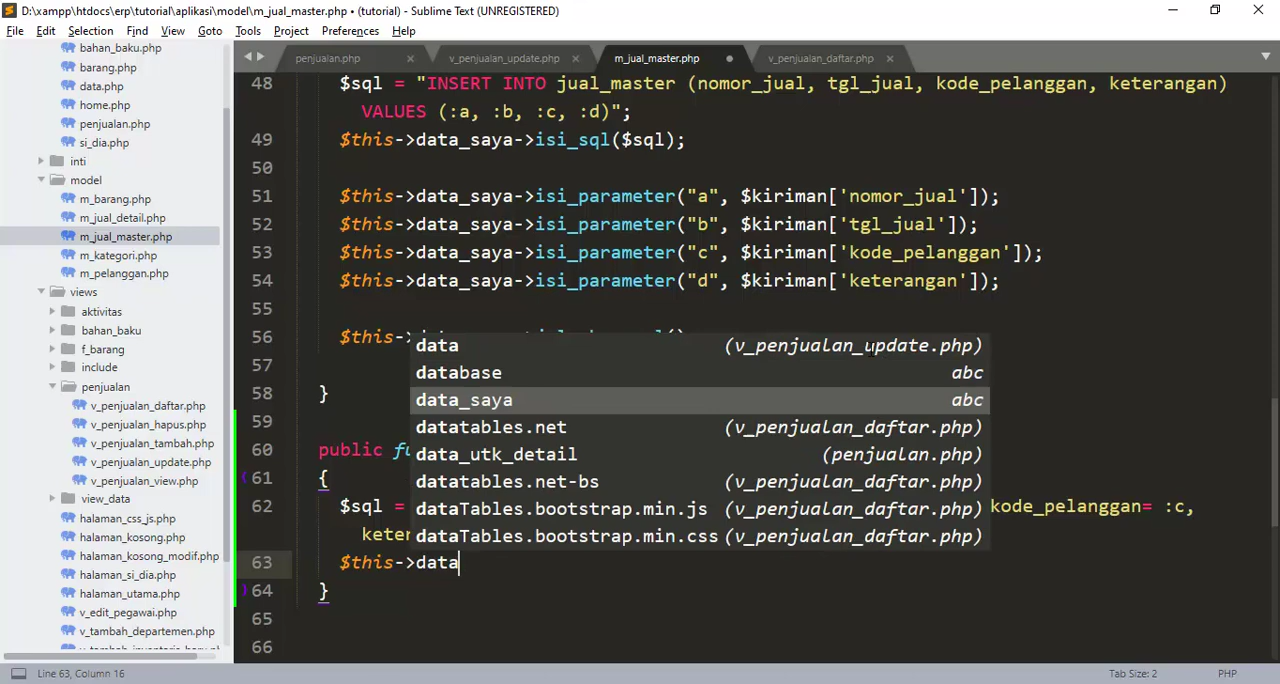 D:\xampp\htdocs\erp\tutorial\aplikasi\model\m_jual_master.php • (tutorial) - Sublime Text (UNREGISTERED)
File Edit Selection Find View Goto Tools Project Preferences Help
penjualan.php v_penjualan_update.php m_jual_master.php v_penjualan_daftar.php
bahan_baku.php
barang.php
data.php
home.php
penjualan.php
si_dia.php
inti
model
m_barang.php
m_jual_detail.php
m_jual_master.php
m_kategori.php
m_pelanggan.php
views
aktivitas
bahan_baku
f_barang
include
penjualan
v_penjualan_daftar.php
v_penjualan_hapus.php
v_penjualan_tambah.php
v_penjualan_update.php
v_penjualan_view.php
view_data
halaman_css_js.php
halaman_kosong.php
halaman_kosong_modif.php
halaman_si_dia.php
halaman_utama.php
v_edit_pegawai.php
v_tambah_departemen.php
48 $sql = "INSERT INTO jual_master (nomor_jual, tgl_jual, kode_pelanggan, keterangan)
VALUES (:a, :b, :c, :d)";
49 $this->data_saya->isi_sql($sql);
50
51 $this->data_saya->isi_parameter("a", $kiriman['nomor_jual']);
52 $this->data_saya->isi_parameter("b", $kiriman['tgl_jual']);
53 $this->data_saya->isi_parameter("c", $kiriman['kode_pelanggan']);
54 $this->data_saya->isi_parameter("d", $kiriman['keterangan']);
55
56 $this->
57
58 }
59
60 public
61 {
62 $sql = kode_pelanggan= :c,
63 $this->data
64 }
65
66
data (v_penjualan_update.php)
database abc
data_saya abc
datatables.net (v_penjualan_daftar.php)
data_utk_detail (penjualan.php)
datatables.net-bs (v_penjualan_daftar.php)
dataTables.bootstrap.min.js (v_penjualan_daftar.php)
dataTables.bootstrap.min.css (v_penjualan_daftar.php)
Line 63, Column 16 Tab Size: 2 PHP